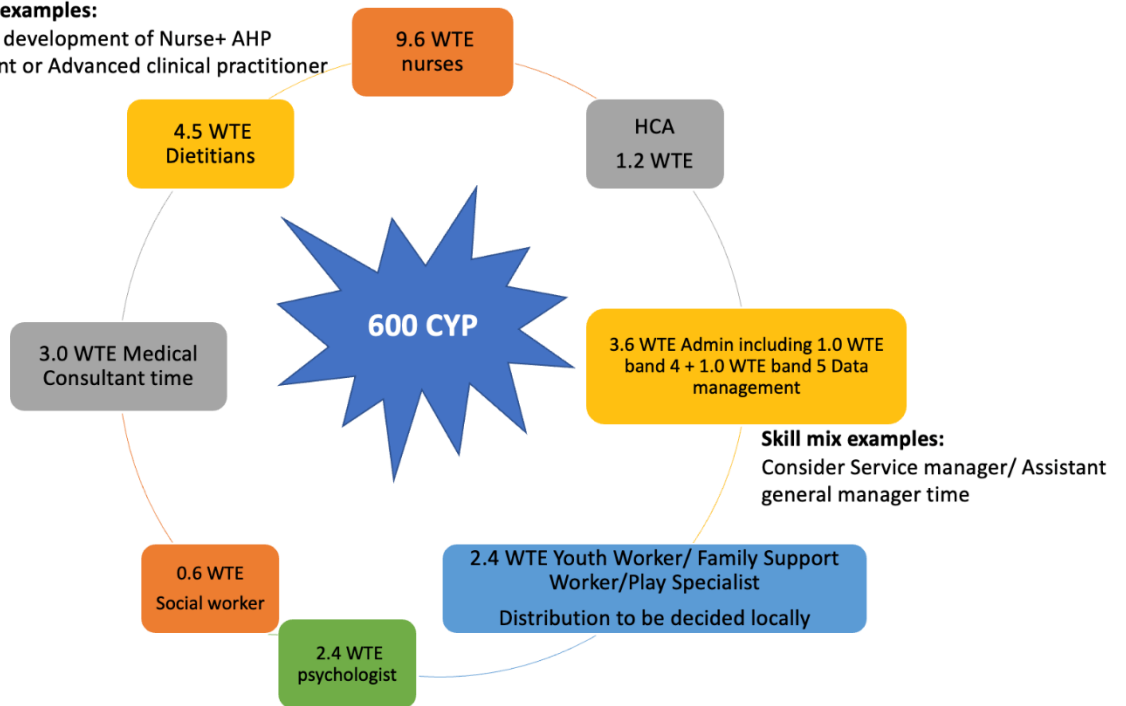 examples:
development of Nurse+ AHP
or Advanced clinical practitioner
9.6 WTE
nurses
4.5 WTE
Dietitians
HCA
1.2 WTE
600 CYP
3.0 WTE Medical
Consultant time
3.6 WTE Admin including 1.0 WTE
band 4 + 1.0 WTE band 5 Data
management
Skill mix examples:
Consider Service manager/ Assistant
general manager time
0.6 WTE
Social worker
2.4 WTE Youth Worker/ Family Support
Worker/Play Specialist
Distribution to be decided locally
2.4 WTE
psychologist